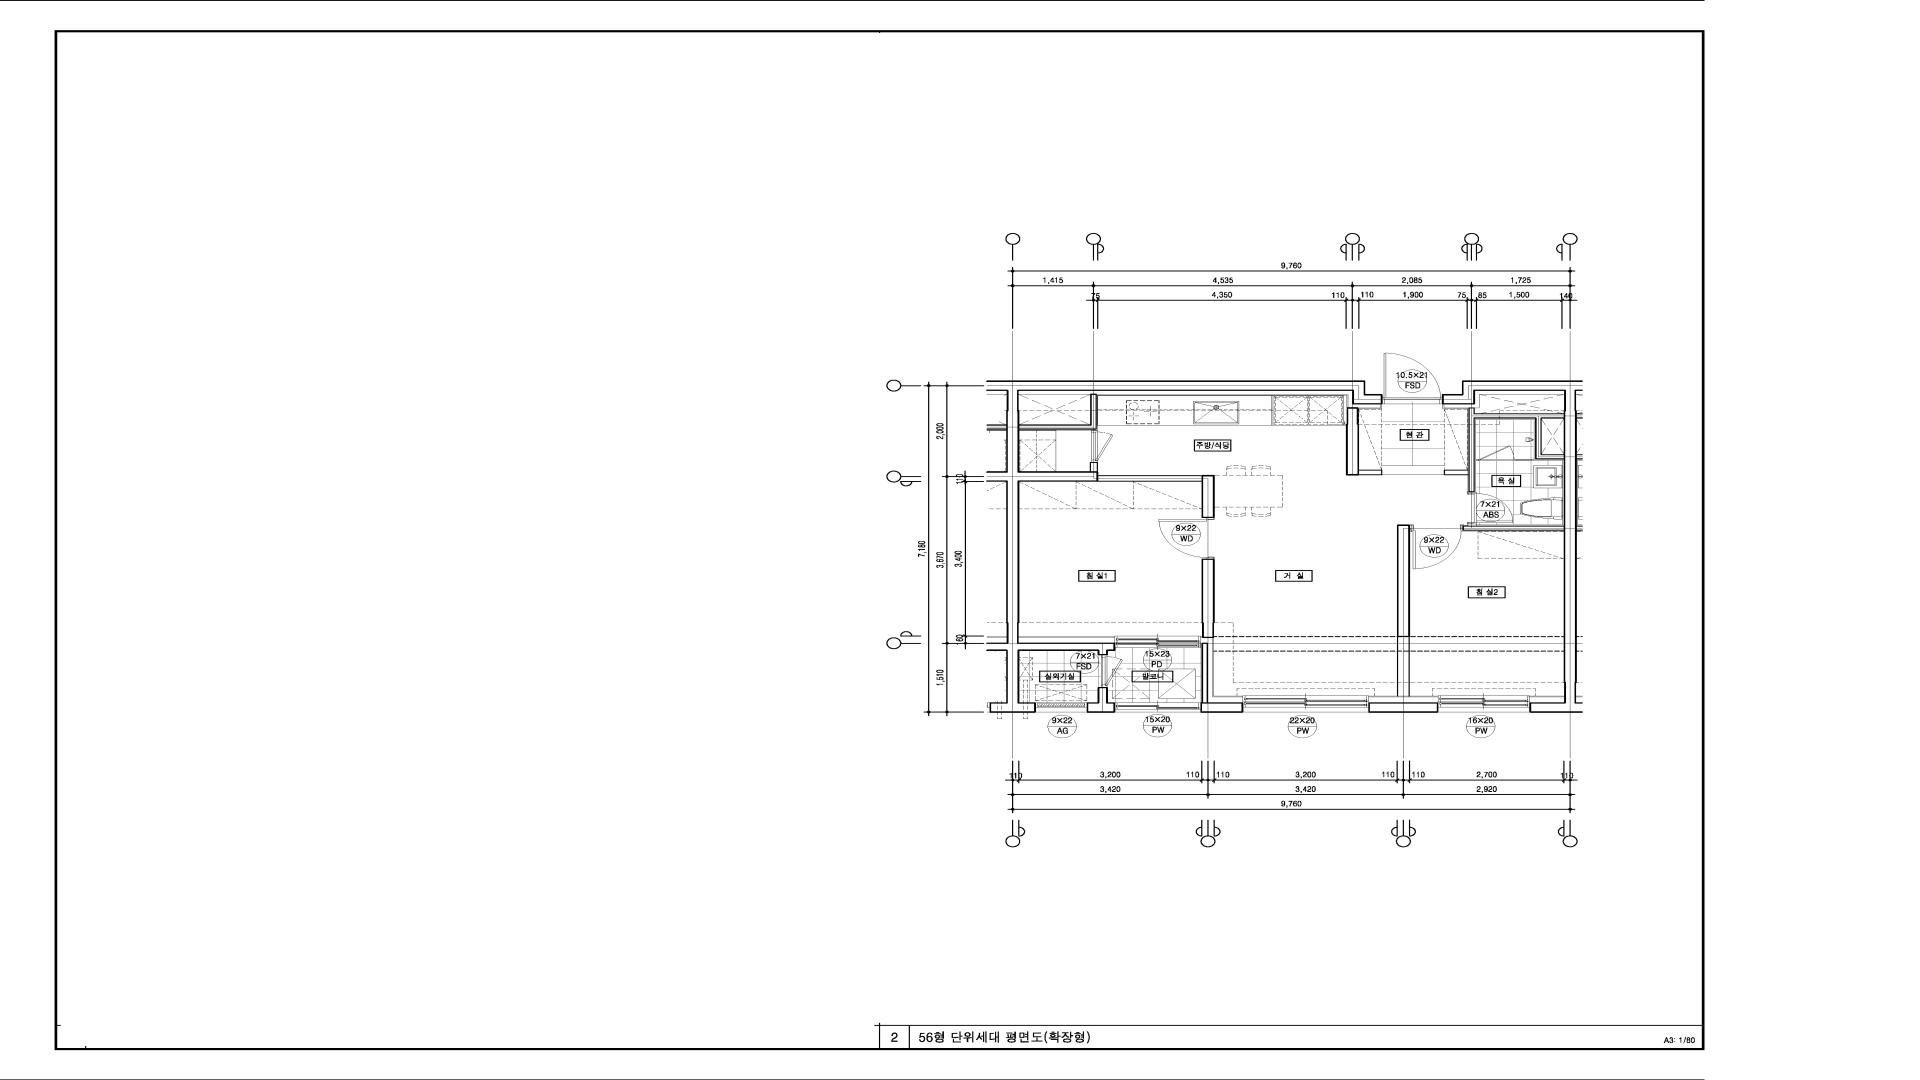 9,760
1,415 4,535 2,085 1,725
75 4,350 110 110 1,900 75 85 1,500 140
10.5×21
FSD
현 관
주방/식당
2,000
욕 실
110
7×21
ABS
9×22
WD
9×22
WD
7,180
3,670
3,400
침 실1
거 실
침 실2
160
15×23
PD
7×21
FSD
실외기실
발코니
1,510
9×22
AG
15×20
PW
22×20
PW
16×20
PW
110 3,200 110 110 3,200 110 110 2,700 110
3,420 3,420 2,920
9,760
2 56형 단위세대 평면도(확장형)
A3: 1/80